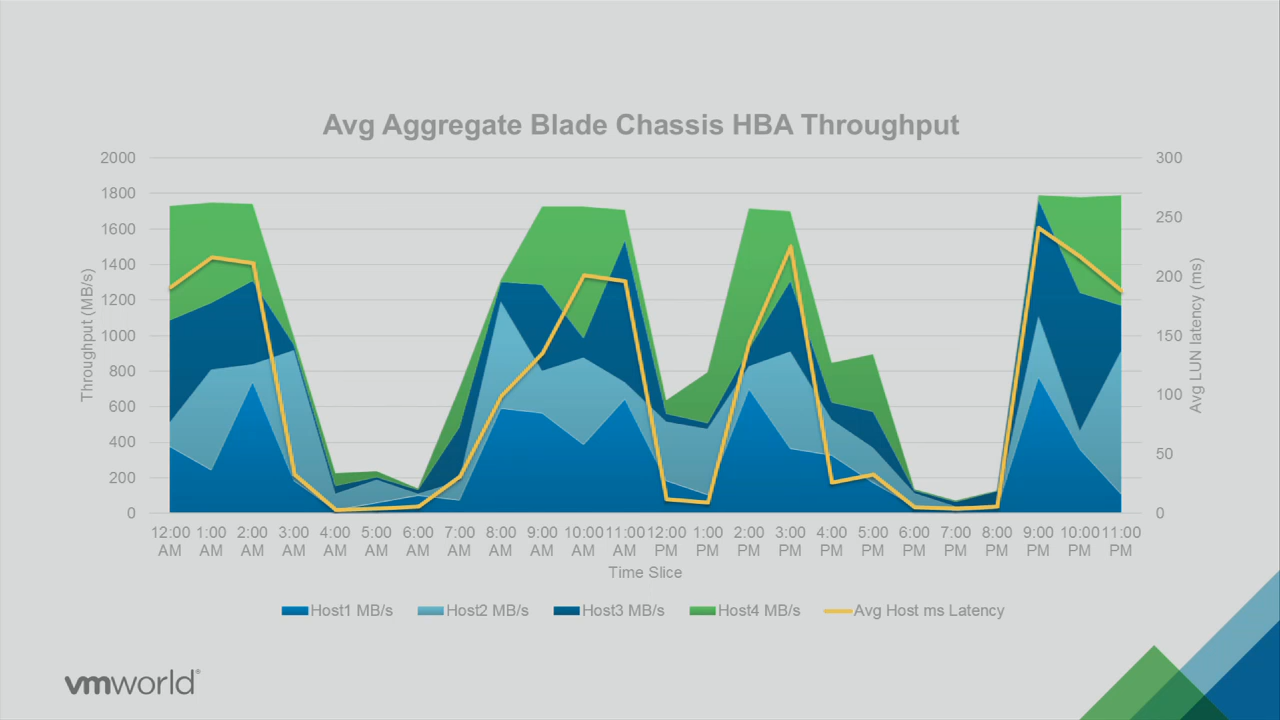 Avg Aggregate Blade Chassis HBA Throughput
2000
1800
1600
1400
1200
1000
800
600
400
200
0
Throughput (MB/s)
300
250
200
150
100
50
0
Avg LUN latency (ms)
12:00 1:00 2:00 3:00 4:00 5:00 6:00 7:00 8:00 9:00 10:00 11:00 12:00 1:00 2:00 3:00 4:00 5:00 6:00 7:00 8:00 9:00 10:00 11:00
AM AM AM AM AM AM AM AM AM AM AM AM PM PM PM PM PM PM PM PM PM PM PM PM
Time Slice
Host1 MB/s Host2 MB/s Host3 MB/s Host4 MB/s Avg Host ms Latency
vmworld®